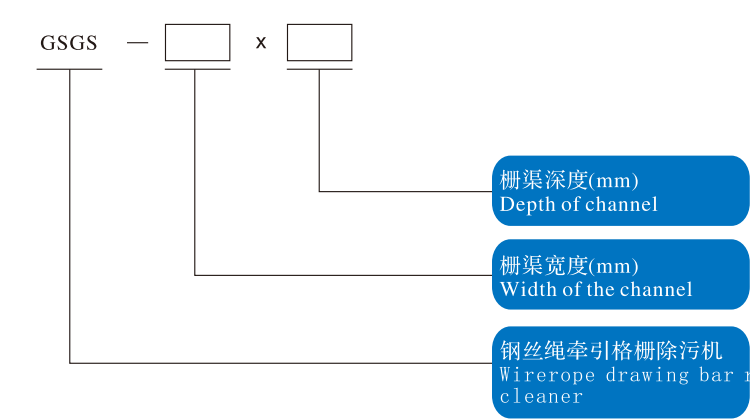 GSGS — x
栅渠深度(mm)
Depth of channel
栅渠宽度(mm)
Width of the channel
钢丝绳牵引格栅除污机
Wirerope drawing bar
cleaner